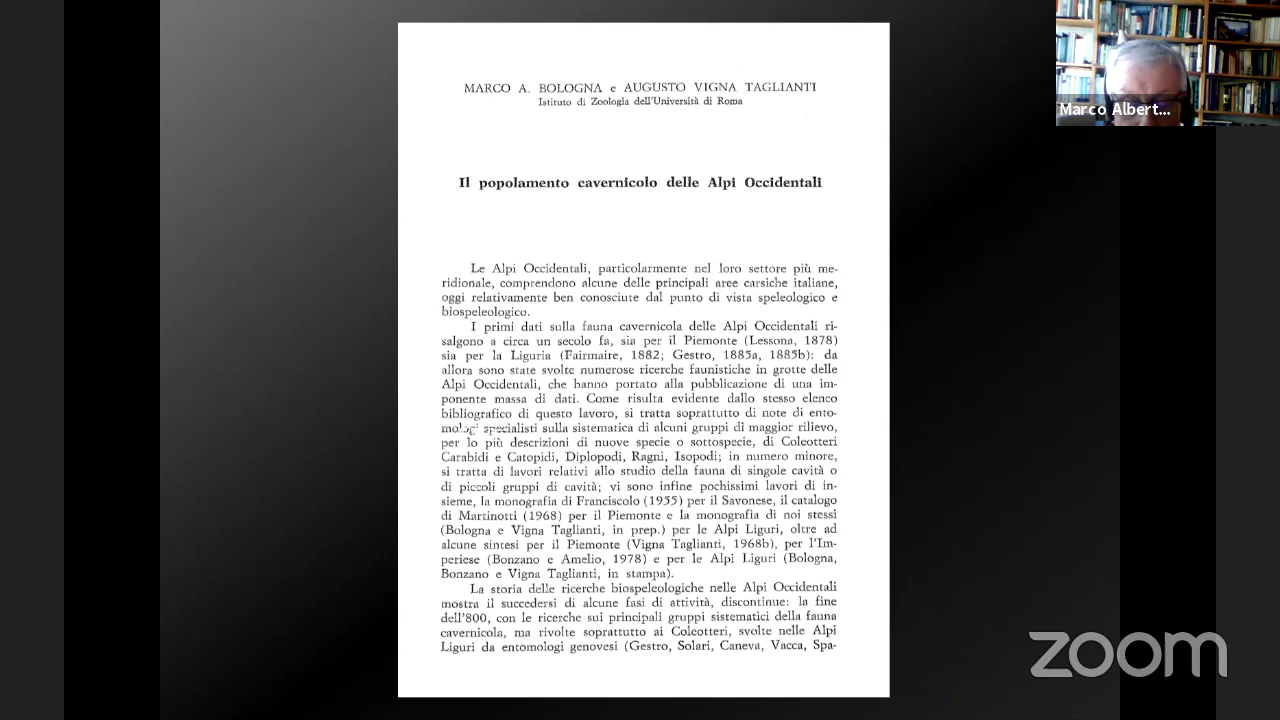 MARCO A. BOLOGNA e AUGUSTO VIGNA TAGLIANTI
Istituto di Zoologia dell'Università di Roma
Il popolamento cavernicolo delle Alpi Occidentali
Le Alpi Occidentali, particolarmente nel loro settore più me-
ridionale, comprendono alcune delle principali aree carsiche italiane,
oggi relativamente ben conosciute dal punto di vista speleologico e
biospeleologico.
I primi dati sulla fauna cavernicola delle Alpi Occidentali ri-
salgono a circa un secolo fa, sia per il Piemonte (Lessona, 1878)
sia per la Liguria (Fairmaire, 1882; Gestro, 1885a, 1885b): da
allora sono state svolte numerose ricerche faunistiche in grotte delle
Alpi Occidentali, che hanno portato alla pubblicazione di una im-
ponente massa di dati. Come risulta evidente dallo stesso elenco
bibliografico di questo lavoro, si tratta soprattutto di note di ento-
mologi specialisti sulla sistematica di alcuni gruppi di maggior rilievo,
per lo più descrizioni di nuove specie o sottospecie, di Coleotteri
Carabidi e Catopidi, Diplopodi, Ragni, Isopodi; in numero minore,
si tratta di lavori relativi allo studio della fauna di singole cavità o
di piccoli gruppi di cavità; vi sono infine pochissimi lavori di in-
sieme, la monografia di Franciscolo (1955) per il Savonese, il catalogo
di Martinotti (1968) per il Piemonte e la monografia di noi stessi
(Bologna e Vigna Taglianti, in prep.) per le Alpi Liguri, oltre ad
alcune sintesi per il Piemonte (Vigna Taglianti, 1968b), per l'Im-
periese (Bonzano e Amelio, 1978) e per le Alpi Liguri (Bologna,
Bonzano e Vigna Taglianti, in stampa).
La storia delle ricerche biospeleologiche nelle Alpi Occidentali
mostra il succedersi di alcune fasi di attività, discontinue: la fine
dell'800, con le ricerche sui principali gruppi sistematici della fauna
cavernicola, ma rivolte soprattutto ai Coleotteri, svolte nelle Alpi
Liguri da entomologi genovesi (Gestro, Solari, Caneva, Vacca, Spa-
Marco Albert...
zoom